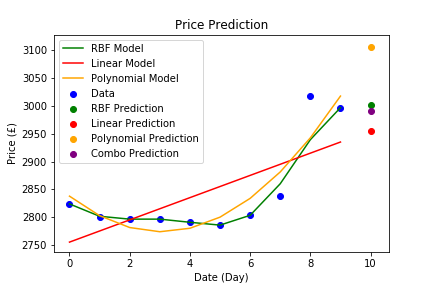 Price Prediction
RBF Model
Linear Model
Polynomial Model
Data
RBF Prediction
Linear Prediction
Polynomial Prediction
Combo Prediction
Price (£)
3100
3050
3000
2950
2900
2850
2800
2750
0 2 4 6 8 10
Date (Day)